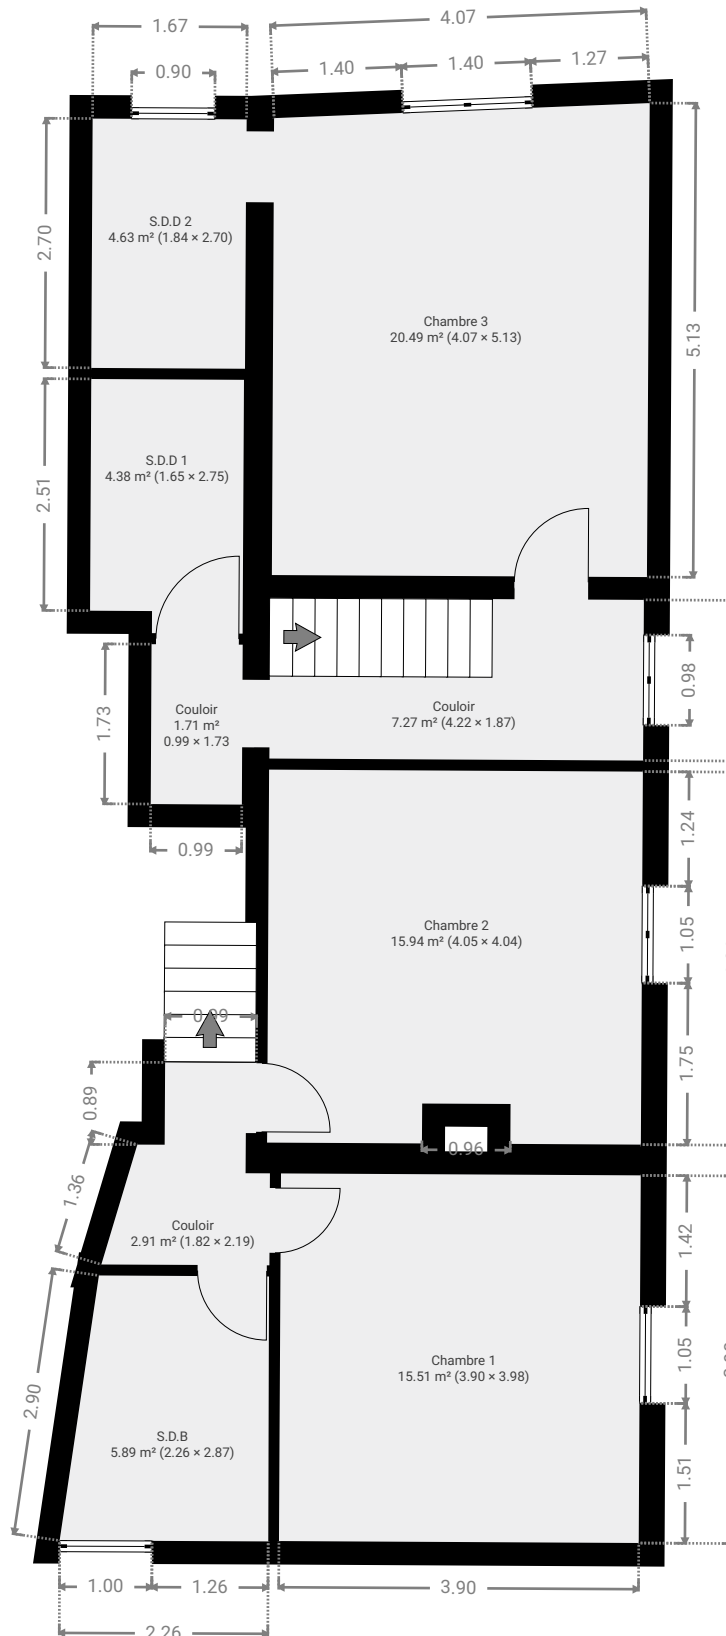 4.07
1.67
1.40
1.40
1.27
0.90
2.70
S.D.D 2
4.63 m² (1.84 × 2.70)
Chambre 3
20.49 m² (4.07 × 5.13)
5.13
S.D.D 1
4.38 m² (1.65 × 2.75)
2.51
0.98
1.73
Couloir
1.71 m²
0.99 × 1.73
Couloir
7.27 m² (4.22 × 1.87)
1.24
0.99
Chambre 2
15.94 m² (4.05 × 4.04)
1.05
0.99
0.89
1.75
0.96
1.36
Couloir
2.91 m² (1.82 × 2.19)
1.42
Chambre 1
15.51 m² (3.90 × 3.98)
1.05
2.90
S.D.B
5.89 m² (2.26 × 2.87)
1.51
1.00
1.26
3.90
2.26